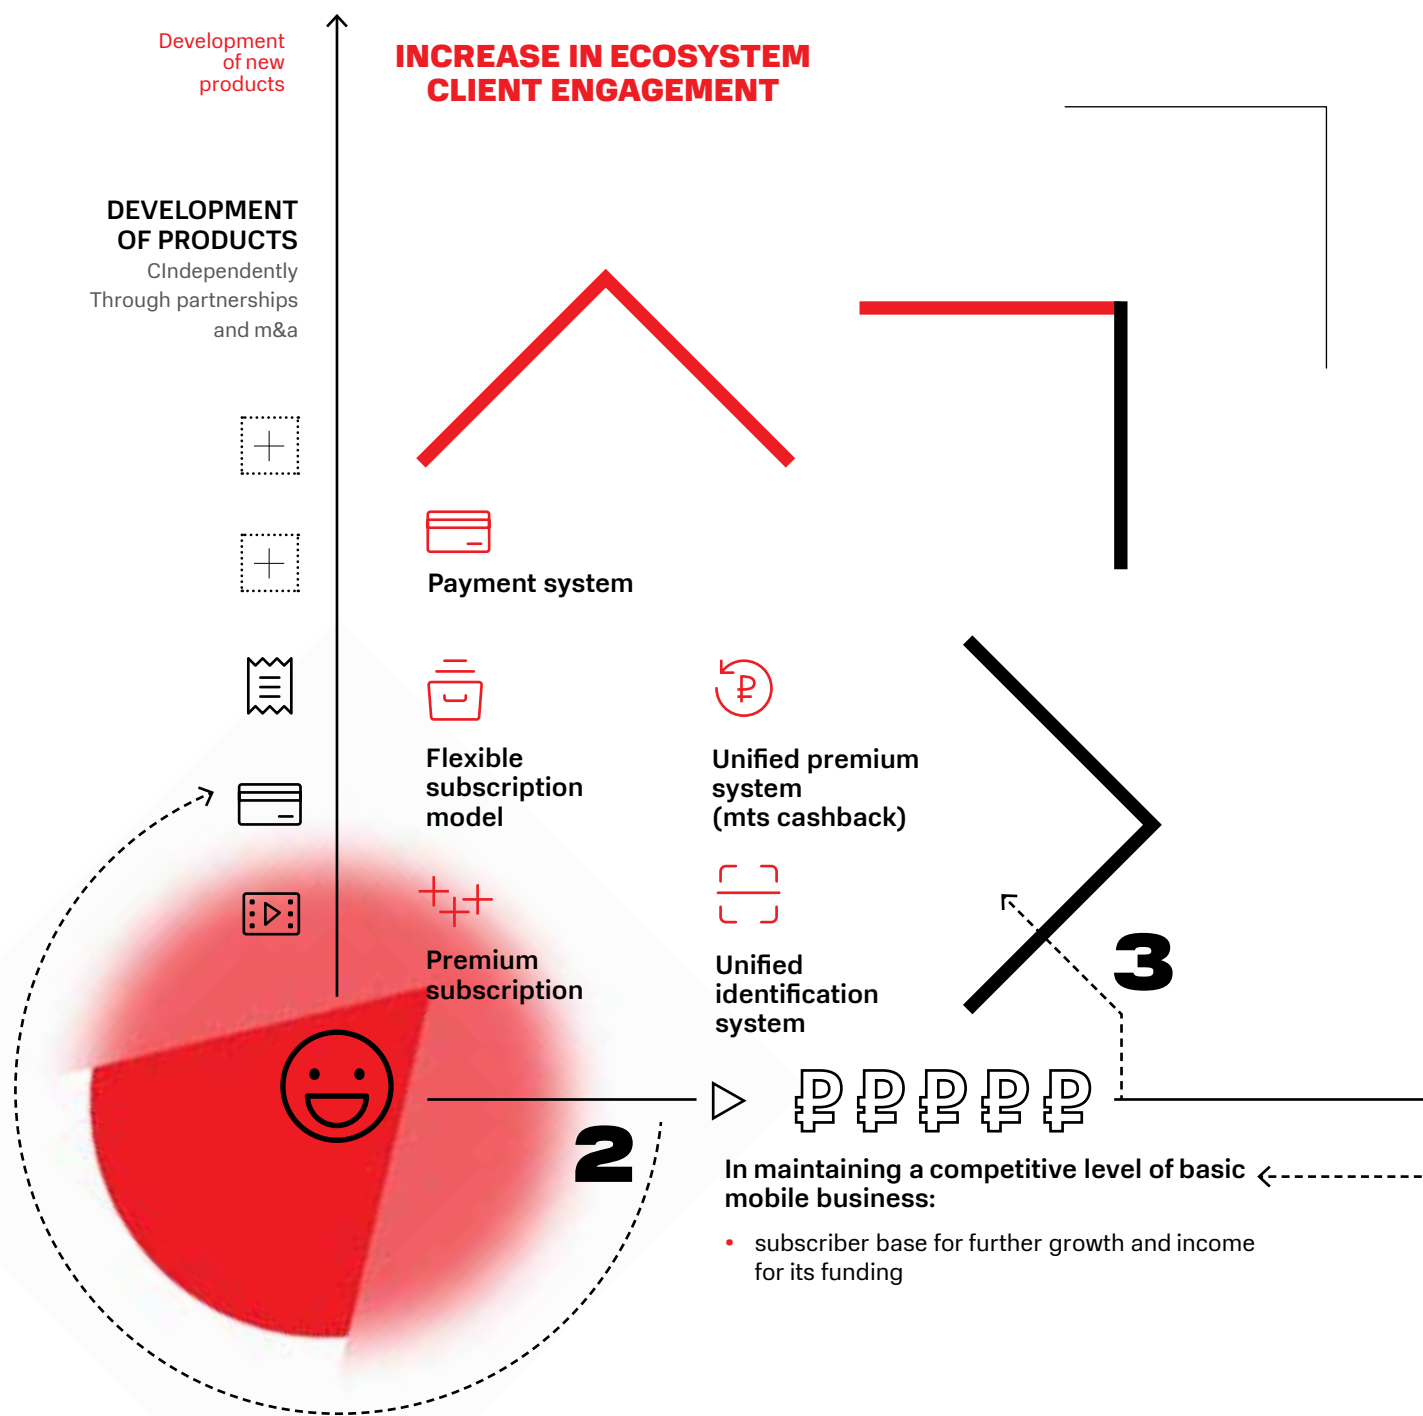 Development
of new
products
INCREASE IN ECOSYSTEM
CLIENT ENGAGEMENT
DEVELOPMENT
OF PRODUCTS
CIndependently
Through partnerships
and m&a
Payment system
Flexible
subscription
model
Unified premium
system
(mts cashback)
Premium
subscription
Unified
identification
system
3
2
₽ ₽ ₽ ₽ ₽
In maintaining a competitive level of basic
mobile business:
• subscriber base for further growth and income
for its funding